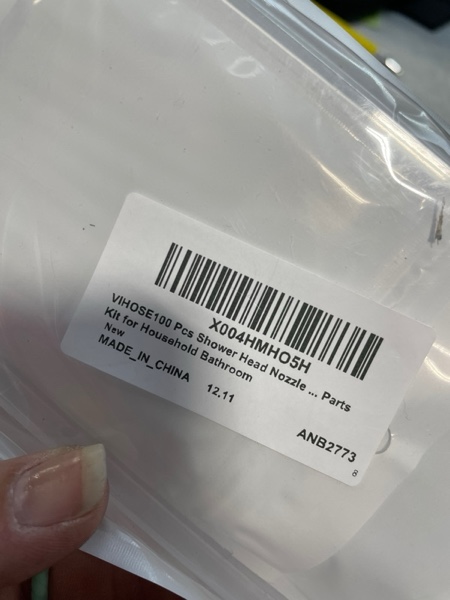 X004HMHO5H
VIHOSE100 Pcs Shower Head Nozzle ... Parts
Kit for Household Bathroom
New
MADE_IN_CHINA 12.11
ANB2773
8